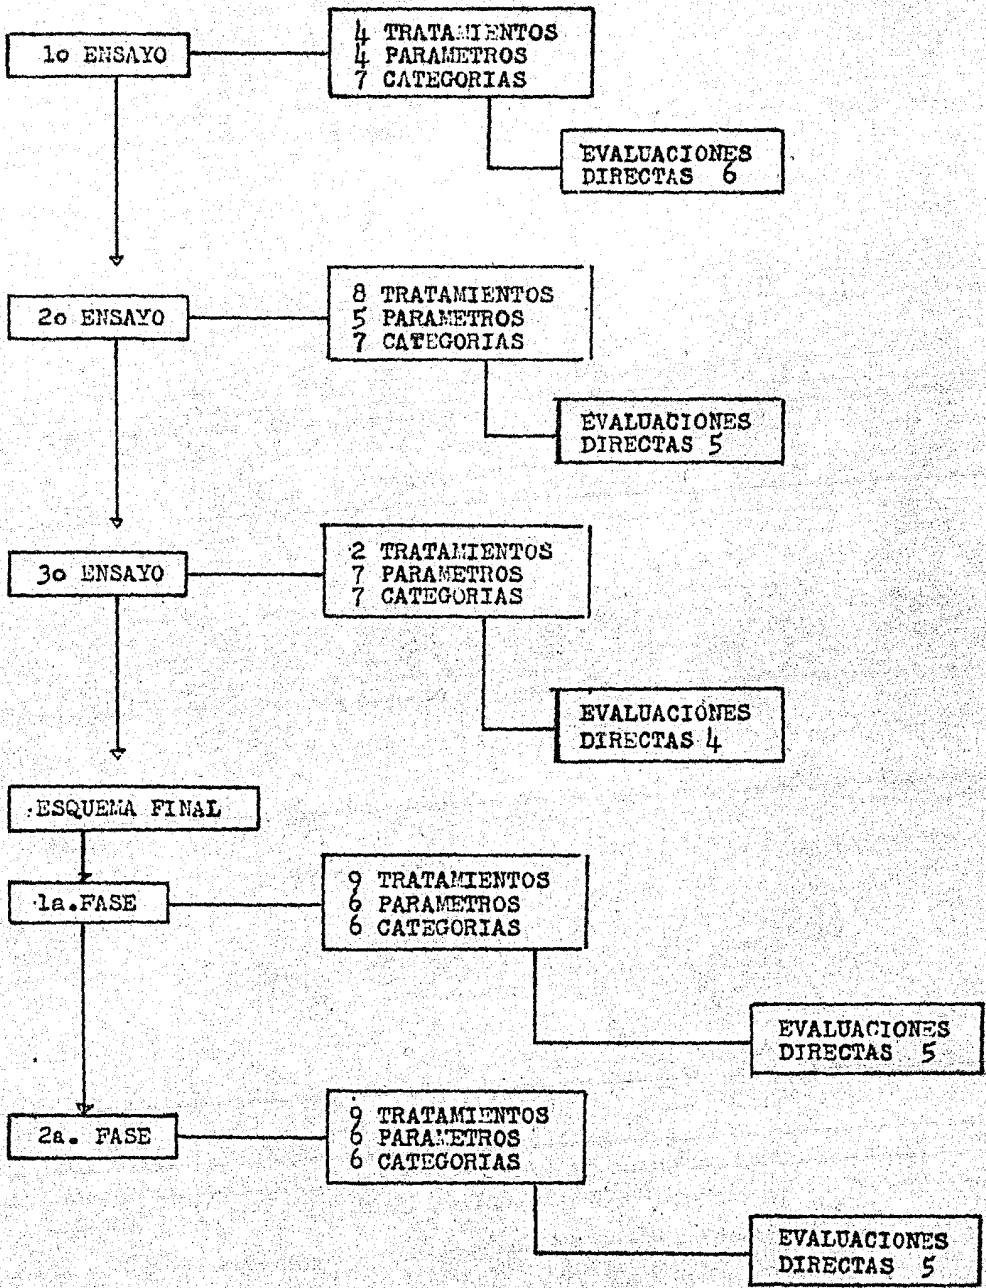 1o ENSAYO
4 TRATAMIENTOS
4 PARAMETROS
7 CATEGORIAS
EVALUACIONES
DIRECTAS 6
2o ENSAYO
8 TRATAMIENTOS
5 PARAMETROS
7 CATEGORIAS
EVALUACIONES
DIRECTAS 5
3o ENSAYO
2 TRATAMIENTOS
7 PARAMETROS
7 CATEGORIAS
EVALUACIONES
DIRECTAS 4
ESQUEMA FINAL
1a.FASE
9 TRATAMIENTOS
6 PARAMETROS
6 CATEGORIAS
EVALUACIONES
DIRECTAS 5
2a. FASE
9 TRATAMIENTOS
6 PARAMETROS
6 CATEGORIAS
EVALUACIONES
DIRECTAS 5